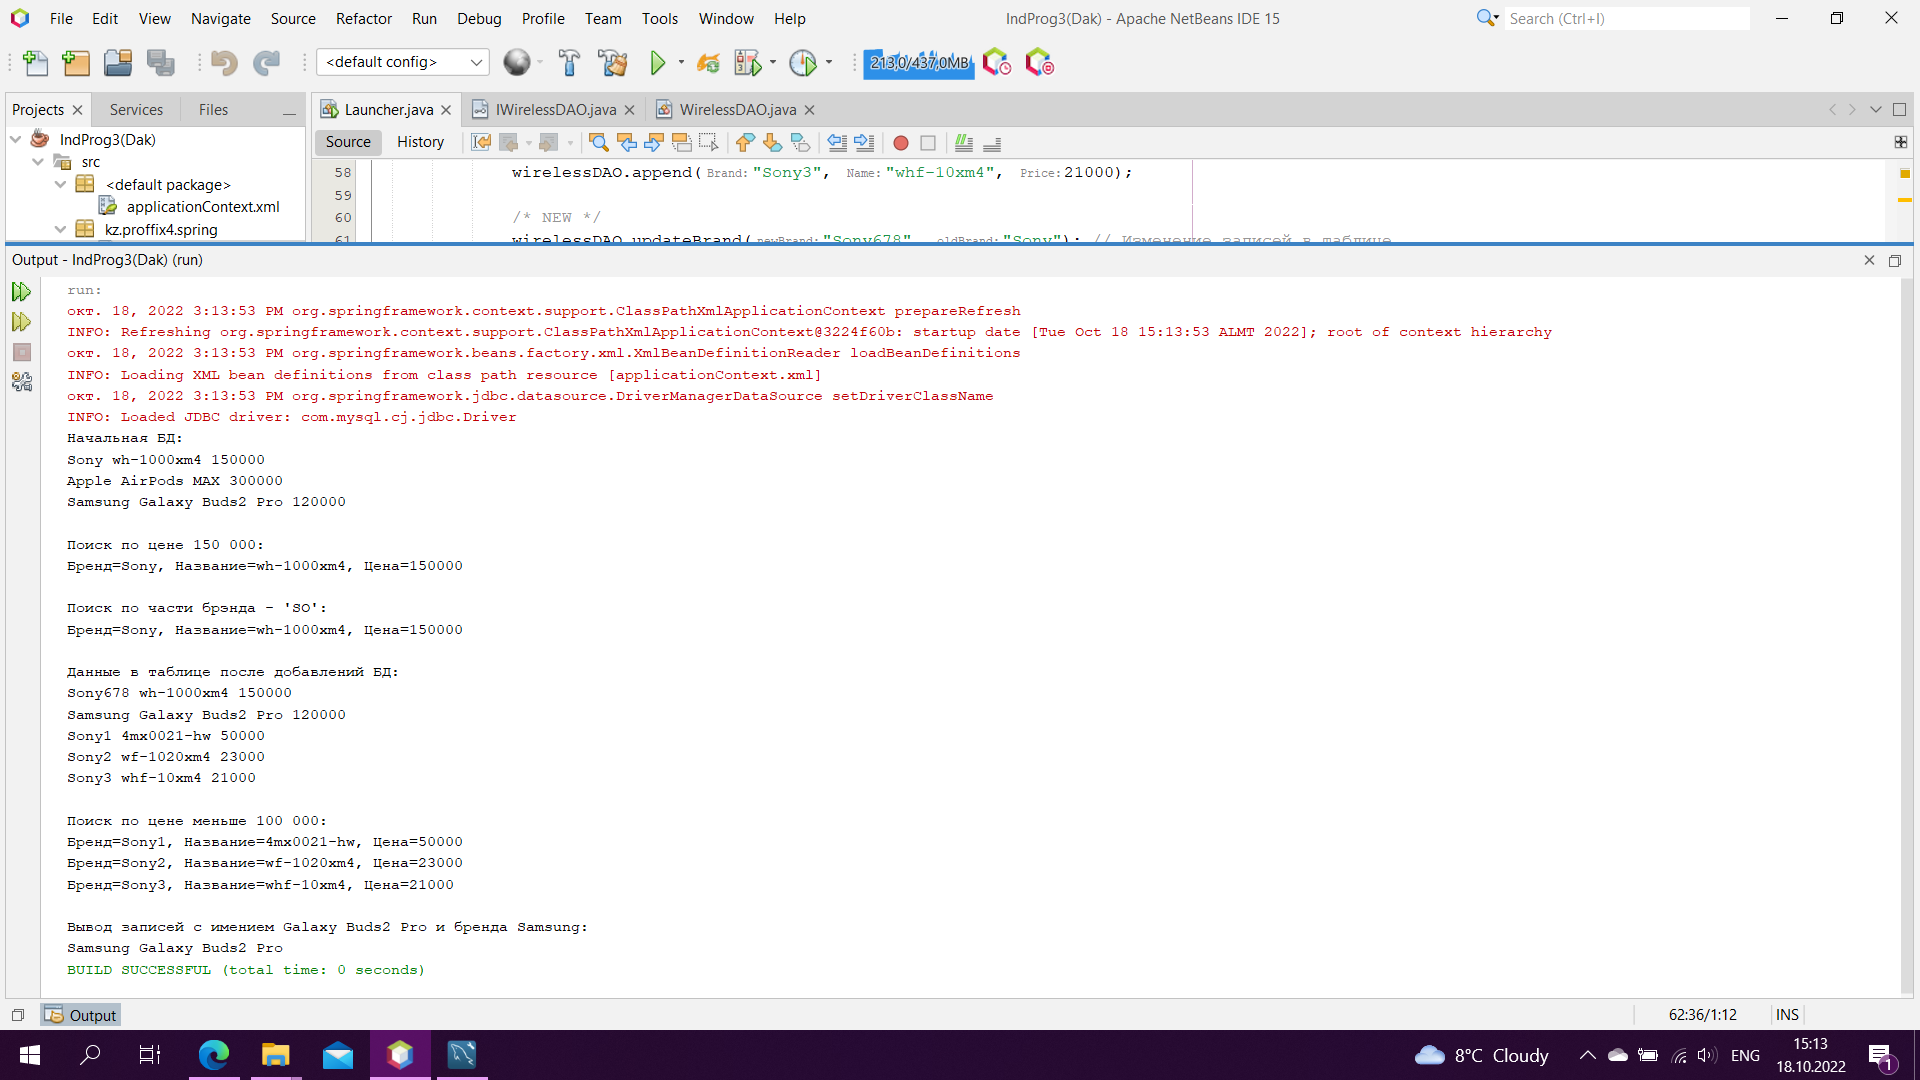 File Edit View Navigate Source Refactor Run Debug Profile Team Tools Window Help IndProg3(Dak) - Apache NetBeans IDE 15 Search (Ctrl+I)
<default config> 213,0/437,0MB
Projects Services Files Launcher.java IWirelessDAO.java WirelessDAO.java
IndProg3(Dak) Source History
src
<default package>
applicationContext.xml
kz.proffix4.spring
58 wirelessDAO.append( Brand: "Sony3", Name: "whf-10xm4", Price: 21000);
59
60 /* NEW */
61 wirelessDAO.updateBrand( newBrand: "Sony678", oldBrand: "Sony"); // Изменение записей в таблице
Output - IndProg3(Dak) (run)
run:
окт. 18, 2022 3:13:53 PM org.springframework.context.support.ClassPathXmlApplicationContext prepareRefresh
INFO: Refreshing org.springframework.context.support.ClassPathXmlApplicationContext@3224f60b: startup date [Tue Oct 18 15:13:53 ALMT 2022]; root of context hierarchy
окт. 18, 2022 3:13:53 PM org.springframework.beans.factory.xml.XmlBeanDefinitionReader loadBeanDefinitions
INFO: Loading XML bean definitions from class path resource [applicationContext.xml]
окт. 18, 2022 3:13:53 PM org.springframework.jdbc.datasource.DriverManagerDataSource setDriverClassName
INFO: Loaded JDBC driver: com.mysql.cj.jdbc.Driver
Начальная БД:
Sony wh-1000xm4 150000
Apple AirPods MAX 300000
Samsung Galaxy Buds2 Pro 120000
Поиск по цене 150 000:
Бренд=Sony, Название=wh-1000xm4, Цена=150000
Поиск по части брэнда - 'SO':
Бренд=Sony, Название=wh-1000xm4, Цена=150000
Данные в таблице после добавлений БД:
Sony678 wh-1000xm4 150000
Samsung Galaxy Buds2 Pro 120000
Sony1 4mx0021-hw 50000
Sony2 wf-1020xm4 23000
Sony3 whf-10xm4 21000
Поиск по цене меньше 100 000:
Бренд=Sony1, Название=4mx0021-hw, Цена=50000
Бренд=Sony2, Название=wf-1020xm4, Цена=23000
Бренд=Sony3, Название=whf-10xm4, Цена=21000
Вывод записей с имением Galaxy Buds2 Pro и бренда Samsung:
Samsung Galaxy Buds2 Pro
BUILD SUCCESSFUL (total time: 0 seconds)
Output 62:36/1:12 INS
8°C Cloudy ENG 15:13
18.10.2022 1